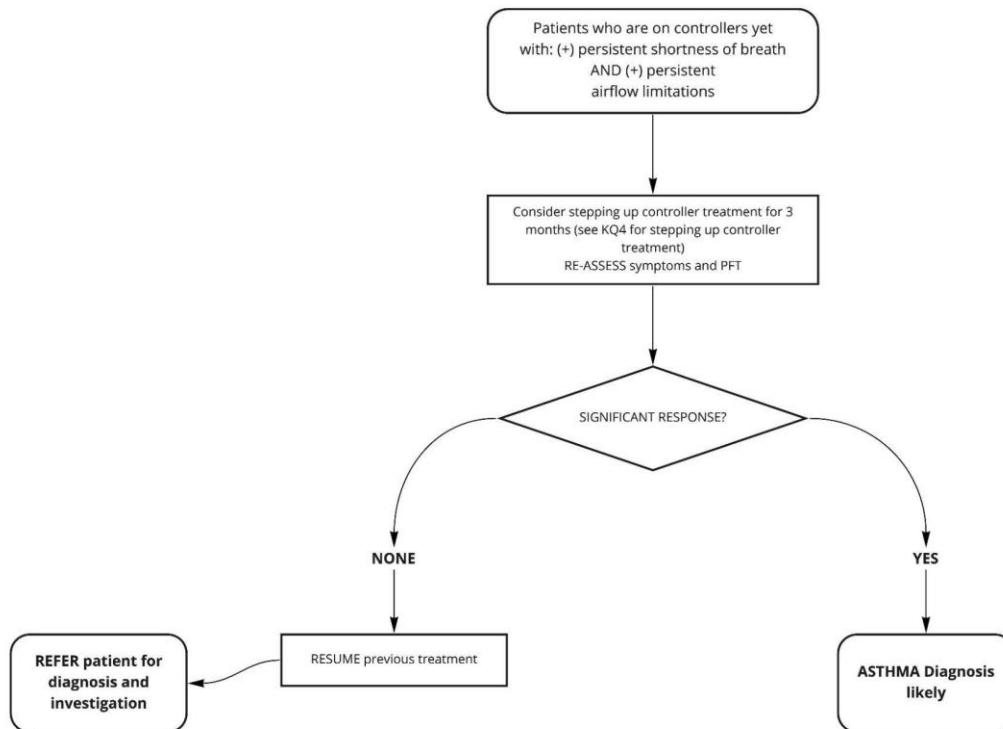 Patients who are on controllers yet
with: (+) persistent shortness of breath
AND (+) persistent
airflow limitations
Consider stepping up controller treatment for 3
months (see KQ4 for stepping up controller
treatment)
RE-ASSESS symptoms and PFT
SIGNIFICANT RESPONSE?
NONE
YES
RESUME previous treatment
REFER patient for
diagnosis and
investigation
ASTHMA Diagnosis
likely